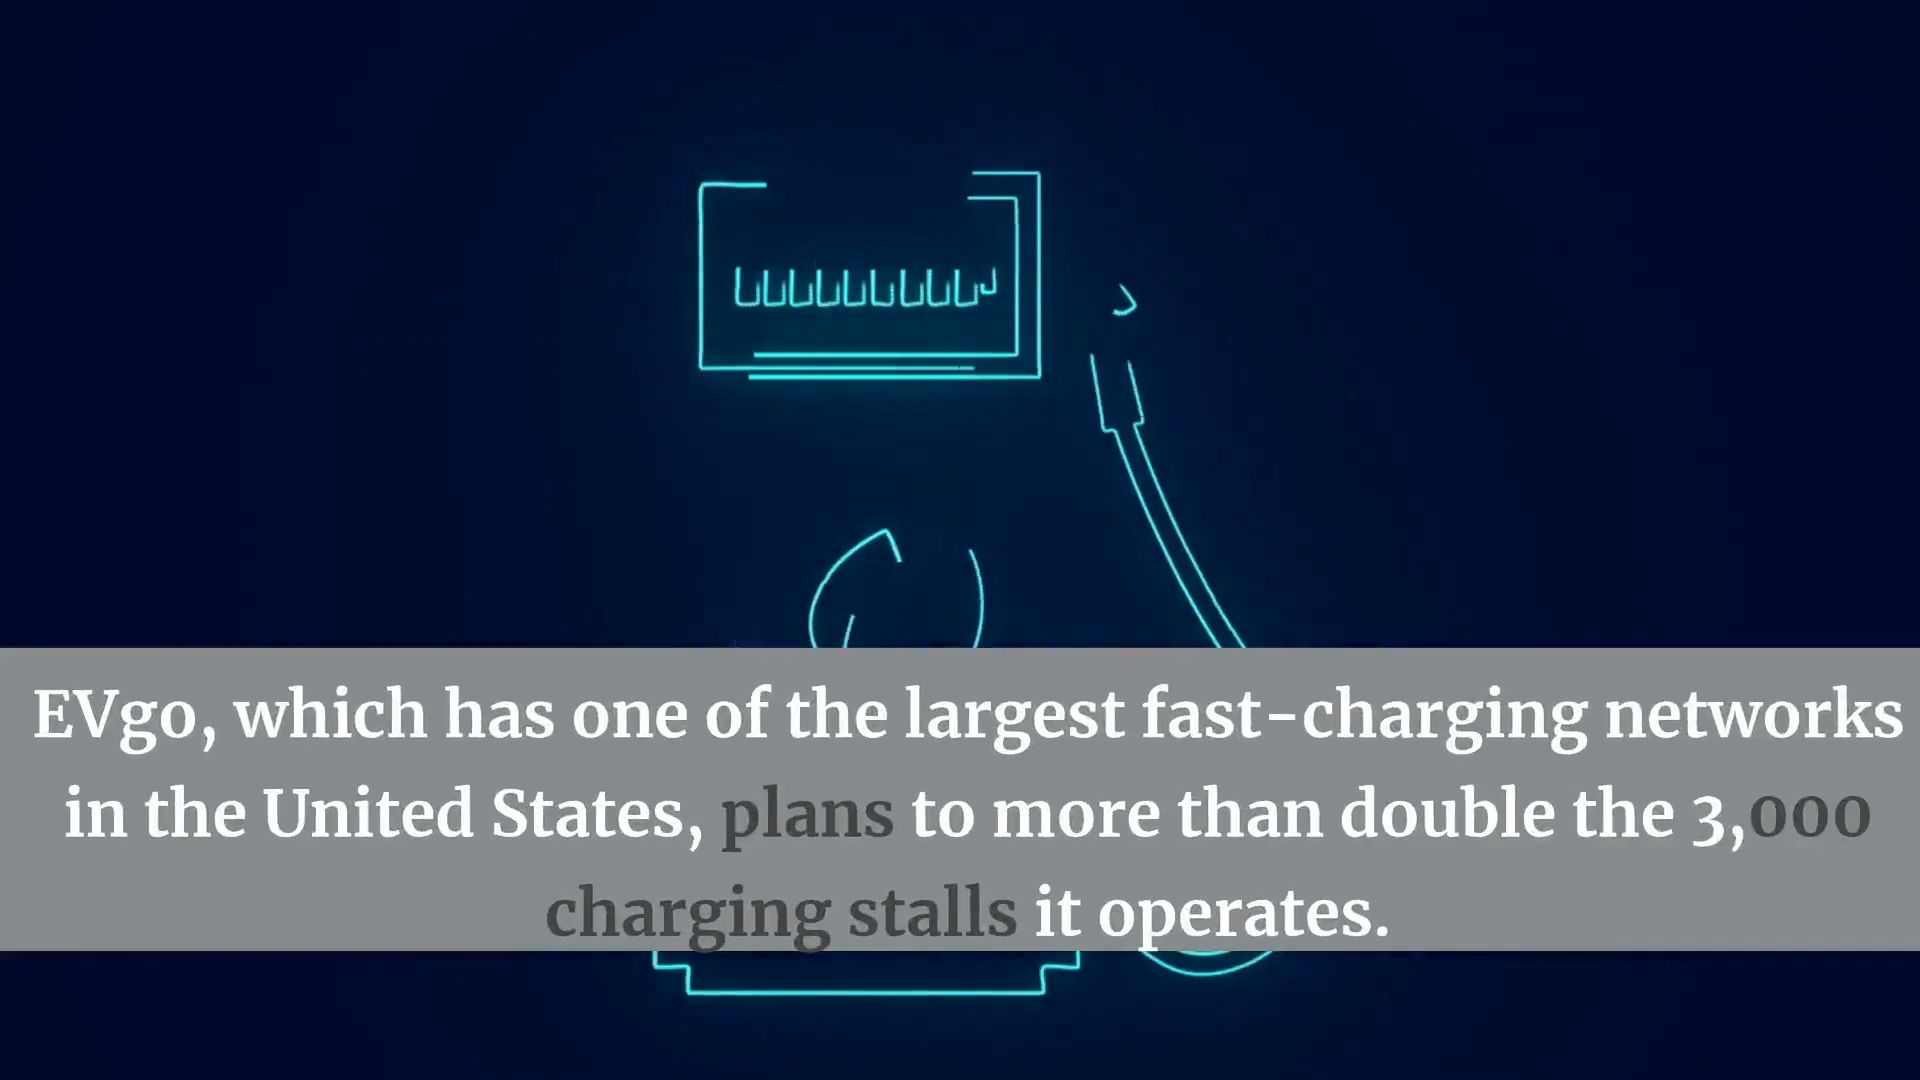 EVgo, which has one of the largest fast-charging networks
in the United States, plans to more than double the 3,000
charging stalls it operates.